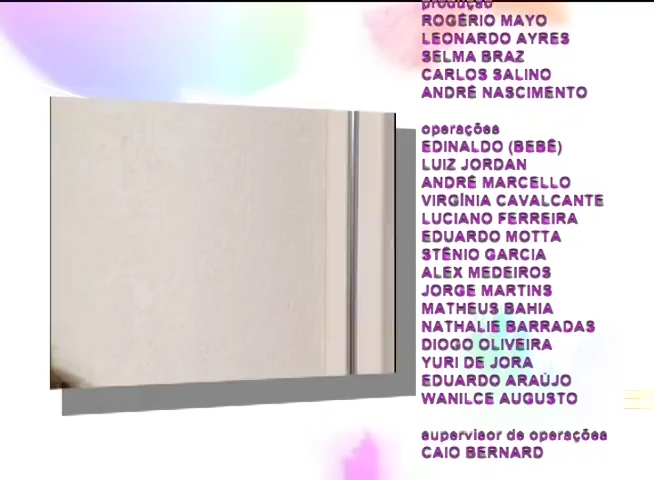 produção
ROGÉRIO MAYO
LEONARDO AYRES
SELMA BRAZ
CARLOS SALINO
ANDRÉ NASCIMENTO
operações
EDINALDO (BEBÊ)
LUIZ JORDAN
ANDRÉ MARCELLO
VIRGÍNIA CAVALCANTE
LUCIANO FERREIRA
EDUARDO MOTTA
STÊNIO GARCIA
ALEX MEDEIROS
JORGE MARTINS
MATHEUS BAHIA
NATHALIE BARRADAS
DIOGO OLIVEIRA
YURI DE JORA
EDUARDO ARAÚJO
WANILCE AUGUSTO
supervisor de operações
CAIO BERNARD